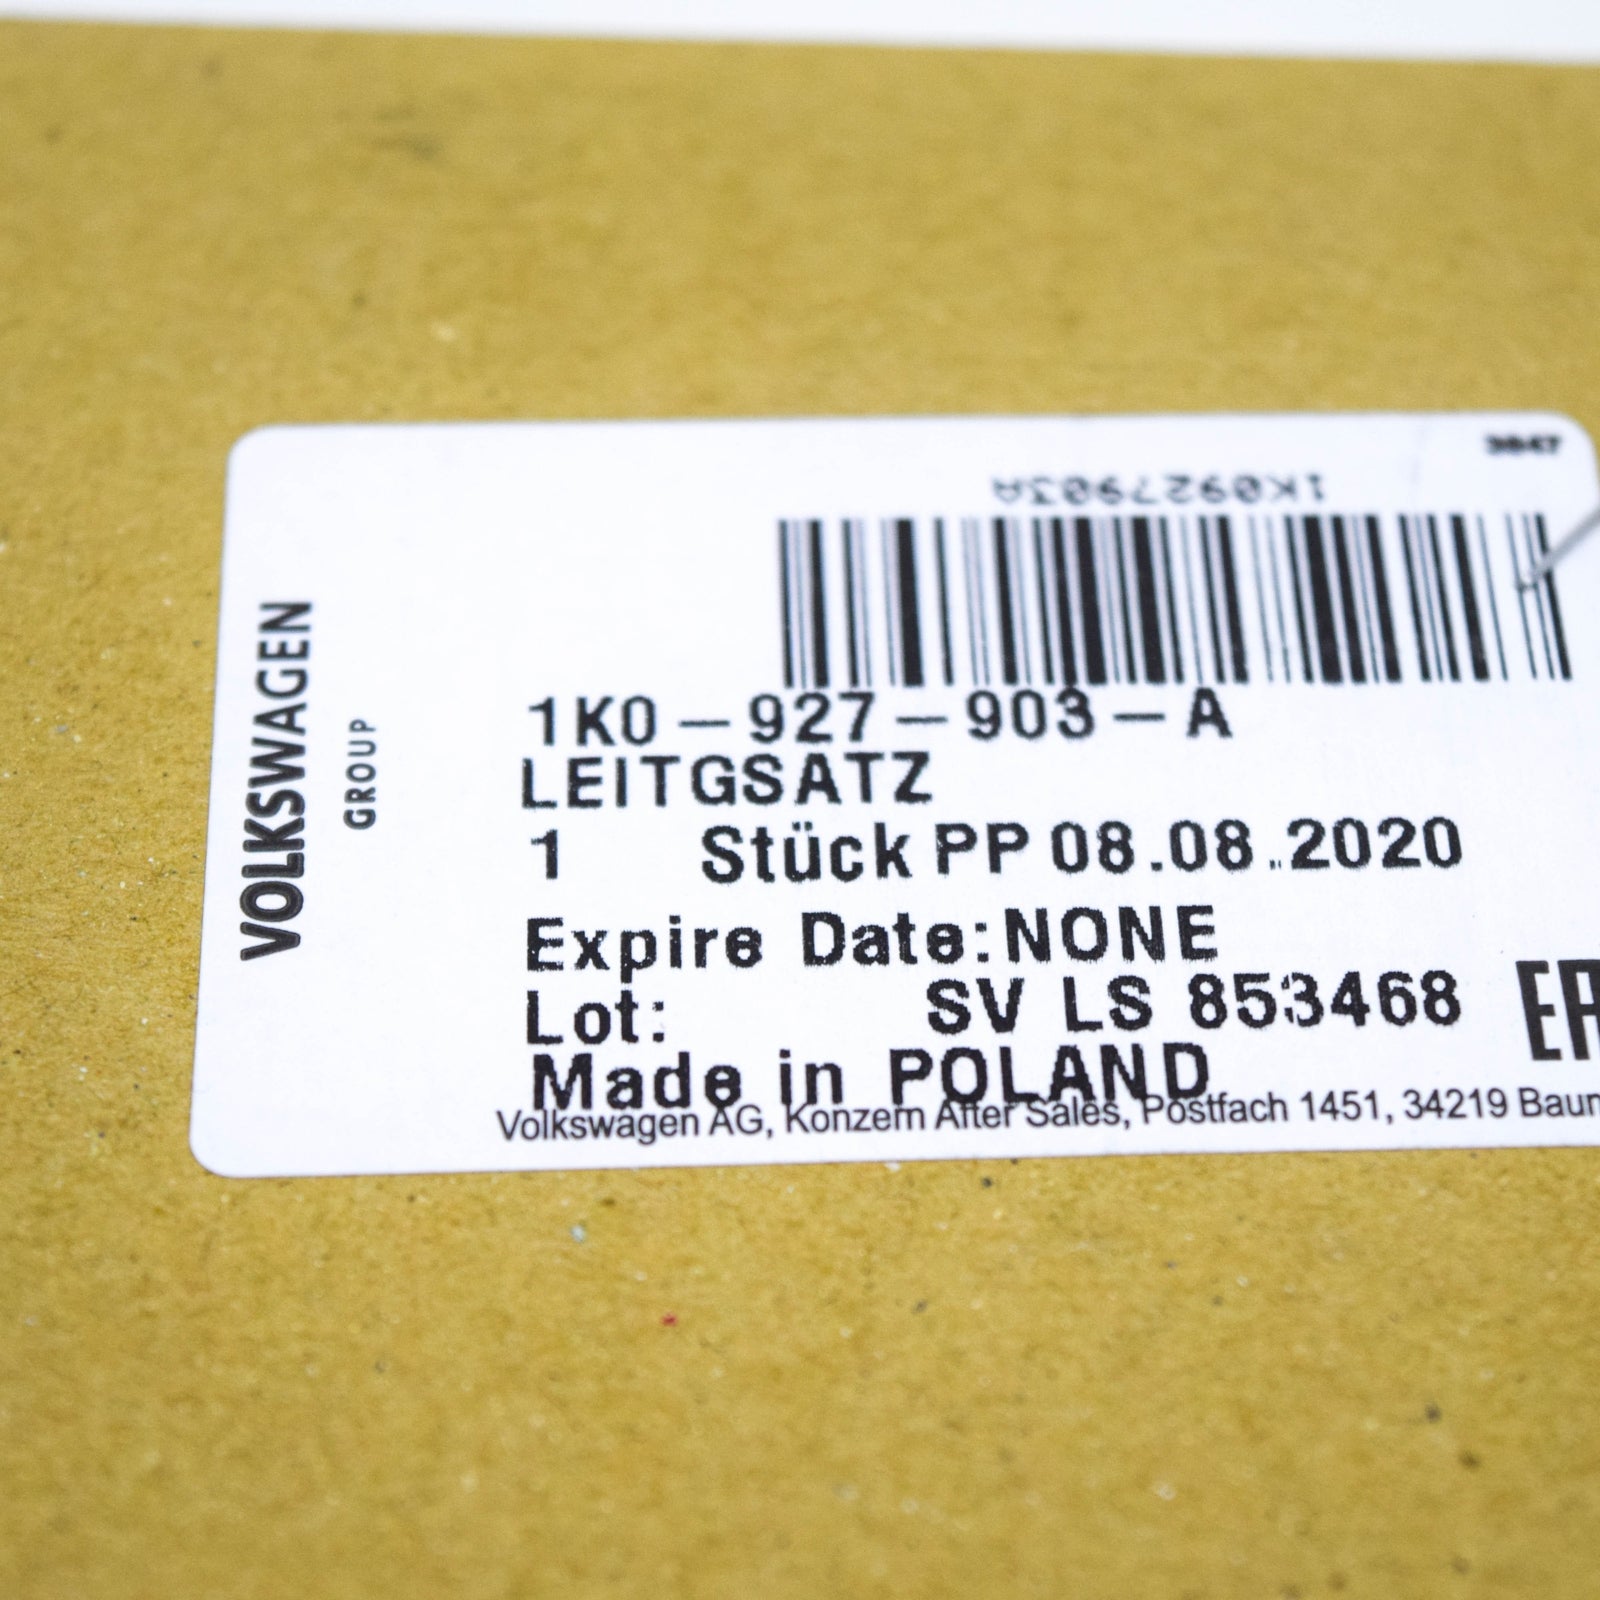 3847
1K0927903A
1K0-927-903-A
LEITGSATZ
1 Stück PP 08.08.2020
Expire Date:NONE
Lot: SV LS 853468
Made in POLAND
Volkswagen AG, Konzern After Sales, Postfach 1451, 34219
VOLKSWAGEN
GROUP